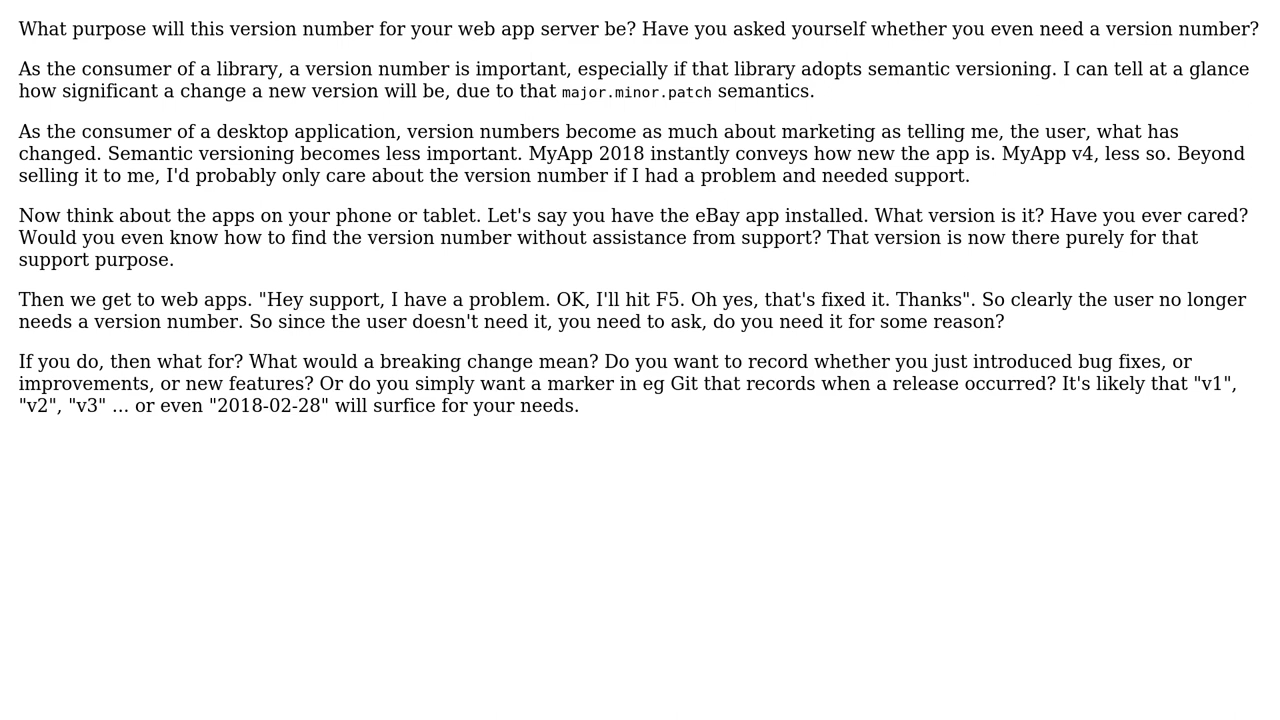 What purpose will this version number for your web app server be? Have you asked yourself whether you even need a version number?
As the consumer of a library, a version number is important, especially if that library adopts semantic versioning. I can tell at a glance
how significant a change a new version will be, due to that major.minor.patch semantics.
As the consumer of a desktop application, version numbers become as much about marketing as telling me, the user, what has
changed. Semantic versioning becomes less important. MyApp 2018 instantly conveys how new the app is. MyApp v4, less so. Beyond
selling it to me, I'd probably only care about the version number if I had a problem and needed support.
Now think about the apps on your phone or tablet. Let's say you have the eBay app installed. What version is it? Have you ever cared?
Would you even know how to find the version number without assistance from support? That version is now there purely for that
support purpose.
Then we get to web apps. "Hey support, I have a problem. OK, I'll hit F5. Oh yes, that's fixed it. Thanks". So clearly the user no longer
needs a version number. So since the user doesn't need it, you need to ask, do you need it for some reason?
If you do, then what for? What would a breaking change mean? Do you want to record whether you just introduced bug fixes, or
improvements, or new features? Or do you simply want a marker in eg Git that records when a release occurred? It's likely that "v1",
"v2", "v3" ... or even "2018-02-28" will surfice for your needs.